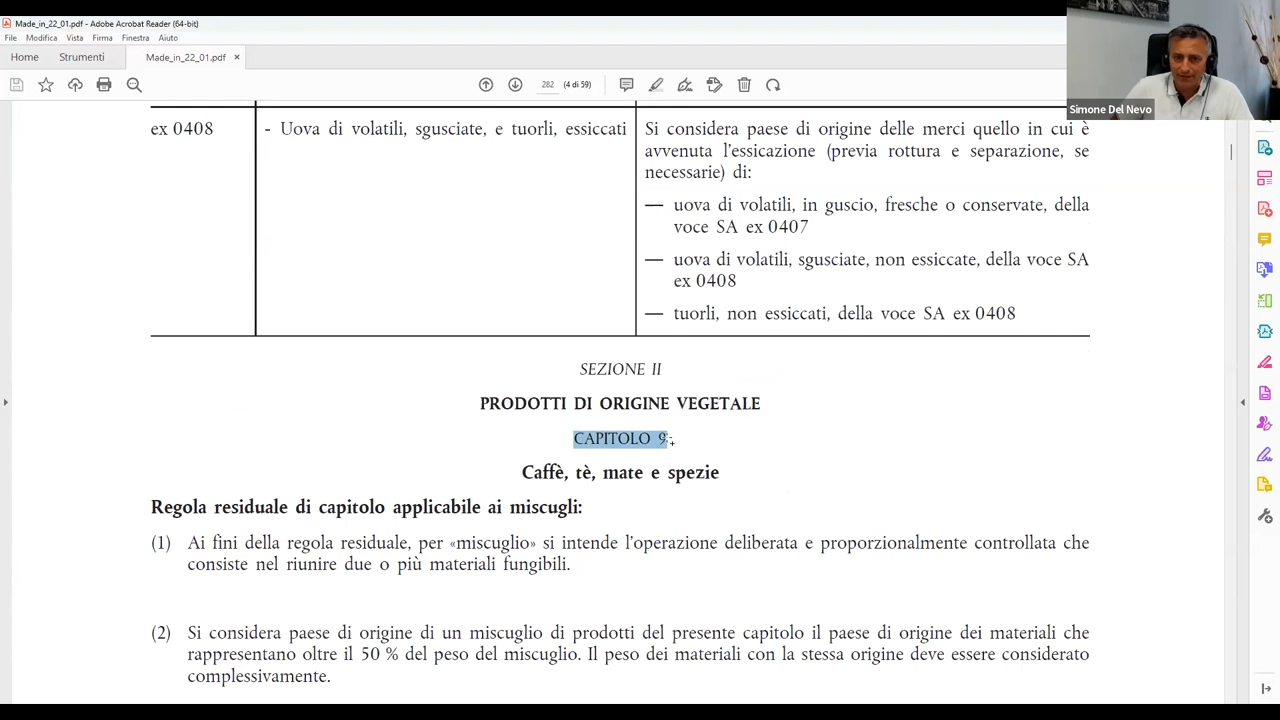 Made_in_22_01.pdf - Adobe Acrobat Reader (64-bit)
File Modifica Vista Firma Finestra Aiuto
Home Strumenti Made_in_22_01.pdf ×
282 (4 di 59)
Simone Del Nevo
ex 0408 - Uova di volatili, sgusciate, e tuorli, essiccati Si considera paese di origine delle merci quello in cui è
avvenuta l'essicazione (previa rottura e separazione, se
necessarie) di:
— uova di volatili, in guscio, fresche o conservate, della
voce SA ex 0407
— uova di volatili, sgusciate, non essiccate, della voce SA
ex 0408
— tuorli, non essiccati, della voce SA ex 0408
SEZIONE II
PRODOTTI DI ORIGINE VEGETALE
CAPITOLO 9
Caffè, tè, mate e spezie
Regola residuale di capitolo applicabile ai miscugli:
(1) Ai fini della regola residuale, per «miscuglio» si intende l'operazione deliberata e proporzionalmente controllata che
consiste nel riunire due o più materiali fungibili.
(2) Si considera paese di origine di un miscuglio di prodotti del presente capitolo il paese di origine dei materiali che
rappresentano oltre il 50 % del peso del miscuglio. Il peso dei materiali con la stessa origine deve essere considerato
complessivamente.